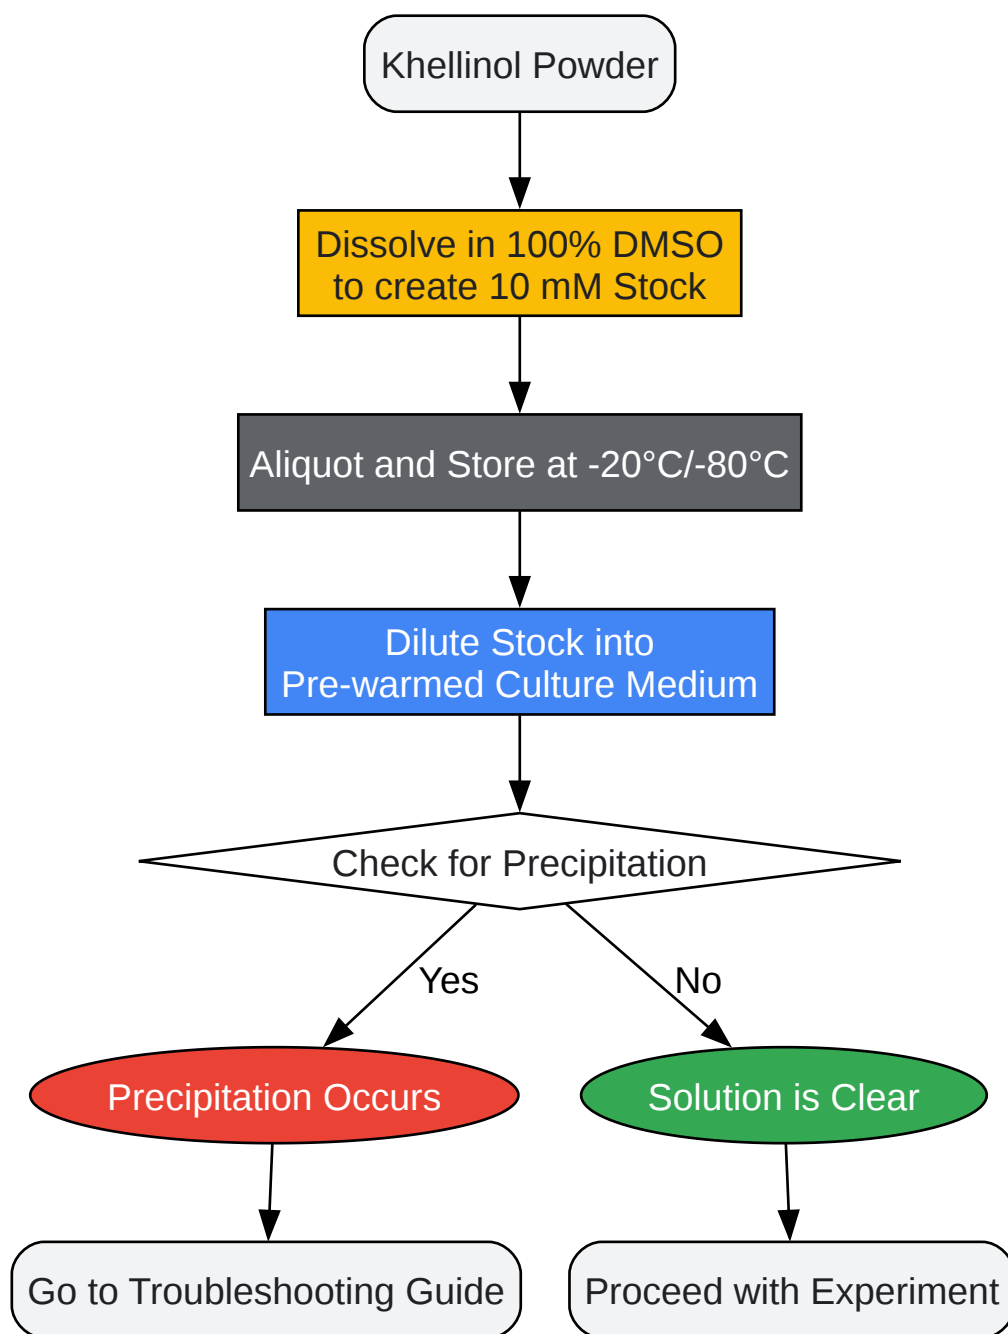 Khellinol Powder
Dissolve in 100% DMSO
to create 10 mM Stock
Aliquot and Store at -20°C/-80°C
Dilute Stock into
Pre-warmed Culture Medium
Check for Precipitation
Yes
No
Precipitation Occurs
Solution is Clear
Go to Troubleshooting Guide
Proceed with Experiment